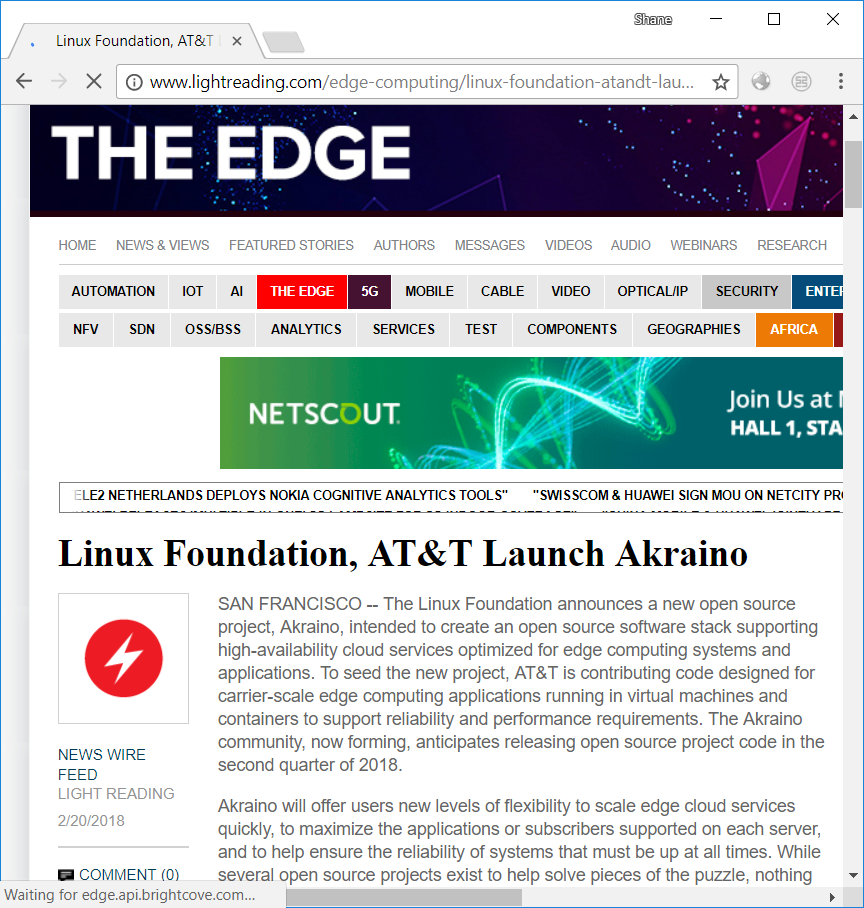 Shane
Linux Foundation, AT&T
www.lightreading.com/edge-computing/linux-foundation-atandt-lau...
THE EDGE
HOME NEWS & VIEWS FEATURED STORIES AUTHORS MESSAGES VIDEOS AUDIO WEBINARS RESEARCH
AUTOMATION IOT AI THE EDGE 5G MOBILE CABLE VIDEO OPTICAL/IP SECURITY ENTER
NFV SDN OSS/BSS ANALYTICS SERVICES TEST COMPONENTS GEOGRAPHIES AFRICA
NETSCOUT
Join Us at
HALL 1, STA
ELE2 NETHERLANDS DEPLOYS NOKIA COGNITIVE ANALYTICS TOOLS" "SWISSCOM & HUAWEI SIGN MOU ON NETCITY PRO
Linux Foundation, AT&T Launch Akraino
SAN FRANCISCO -- The Linux Foundation announces a new open source
project, Akraino, intended to create an open source software stack supporting
high-availability cloud services optimized for edge computing systems and
applications. To seed the new project, AT&T is contributing code designed for
carrier-scale edge computing applications running in virtual machines and
containers to support reliability and performance requirements. The Akraino
community, now forming, anticipates releasing open source project code in the
second quarter of 2018.
NEWS WIRE
FEED
LIGHT READING
2/20/2018
COMMENT (0)
Akraino will offer users new levels of flexibility to scale edge cloud services
quickly, to maximize the applications or subscribers supported on each server,
and to help ensure the reliability of systems that must be up at all times. While
several open source projects exist to help solve pieces of the puzzle, nothing
Waiting for edge.api.brightcove.com...